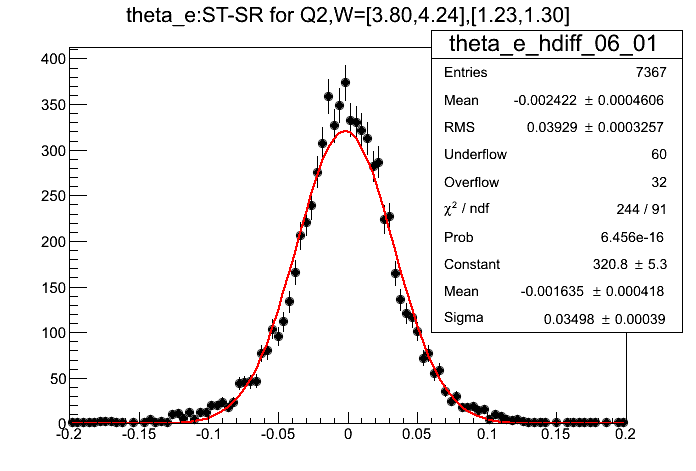 theta_e:ST-SR for Q2,W=[3.80,4.24],[1.23,1.30]
theta_e_hdiff_06_01
Entries 7367
Mean -0.002422 ± 0.0004606
RMS 0.03929 ± 0.0003257
Underflow 60
Overflow 32
χ² / ndf 244 / 91
Prob 6.456e-16
Constant 320.8 ± 5.3
Mean -0.001635 ± 0.000418
Sigma 0.03498 ± 0.00039
400
350
300
250
200
150
100
50
0
-0.2 -0.15 -0.1 -0.05 0 0.05 0.1 0.15 0.2